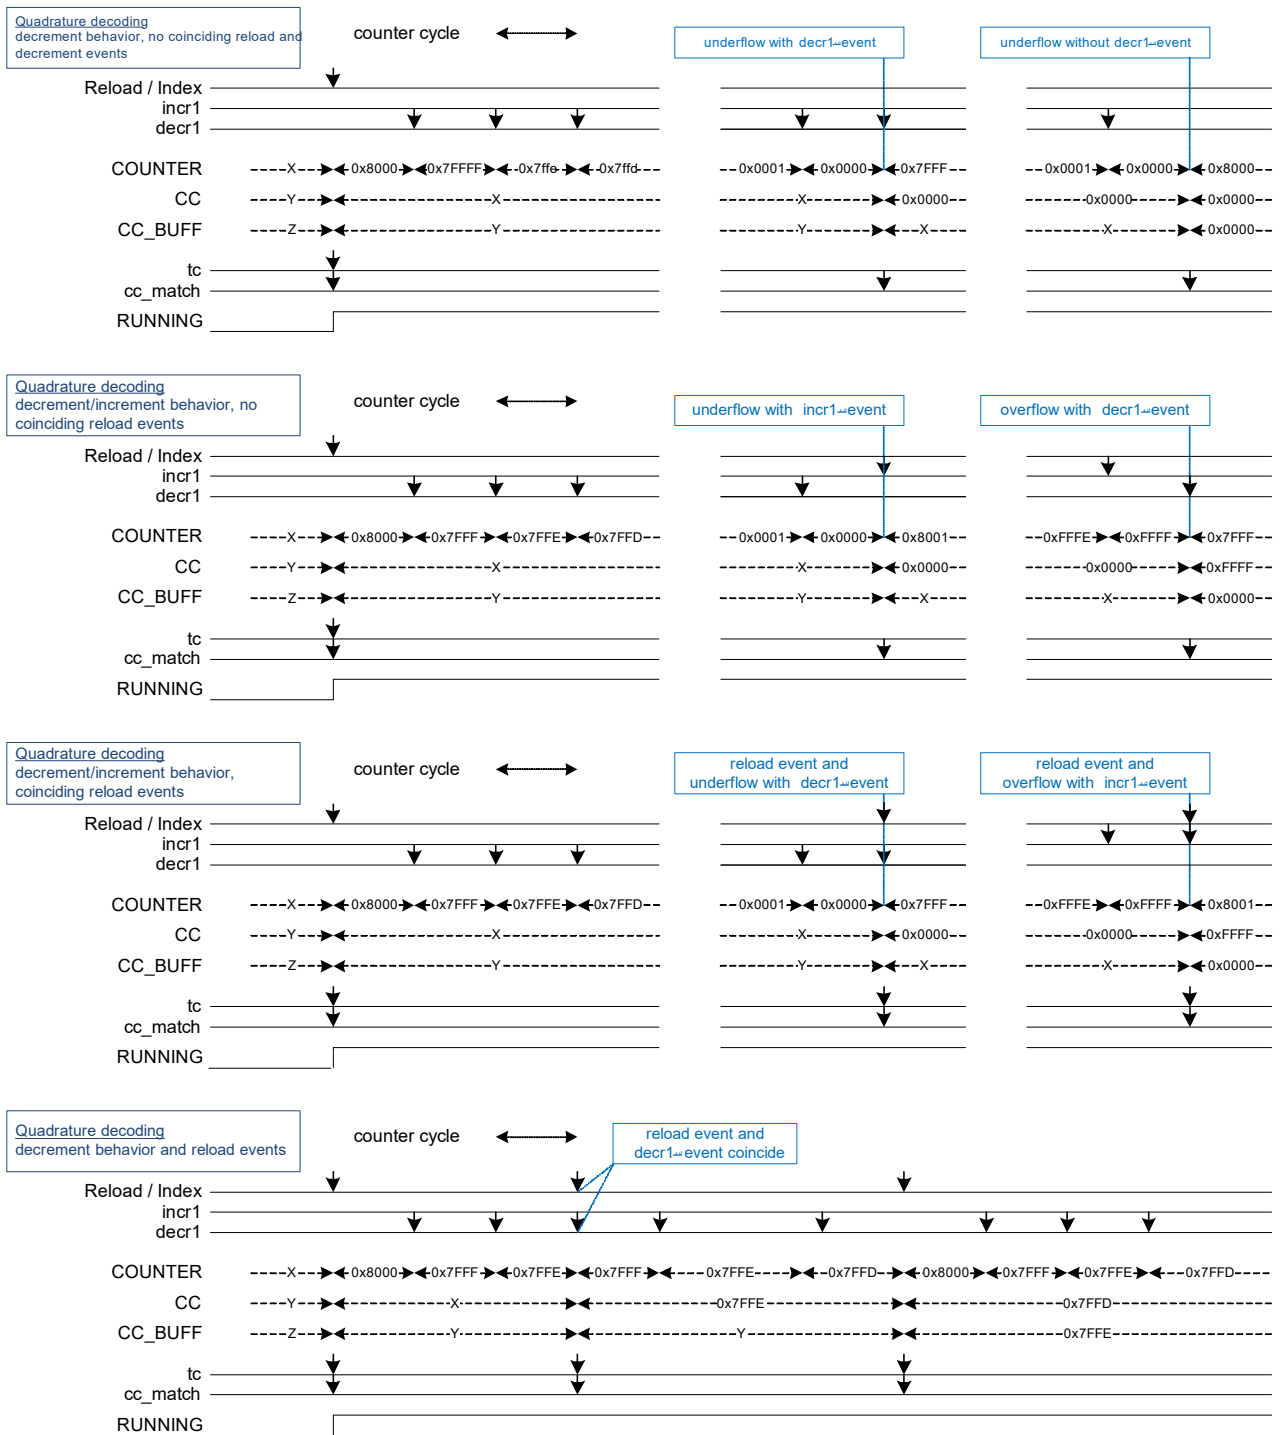 Quadrature decoding
decrement behavior, no coinciding reload and
decrement events
counter cycle
underflow with decr1 event
underflow without decr1 event
Reload / Index
incr1
decr1
COUNTER X 0x8000 0x7FFFF 0x7ffe 0x7ffd 0x0001 0x0000 0x7FFF 0x0001 0x0000 0x8000
CC Y X X 0x0000 0x0000 0x0000
CC_BUFF Z Y Y X X 0x0000
tc
cc_match
RUNNING
Quadrature decoding
decrement/increment behavior, no
coinciding reload events
counter cycle
underflow with incr1 event
overflow with decr1 event
Reload / Index
incr1
decr1
COUNTER X 0x8000 0x7FFF 0x7FFE 0x7FFD 0x0001 0x0000 0x8001 0xFFFE 0xFFFF 0x7FFF
CC Y X X 0x0000 0x0000 0xFFFF
CC_BUFF Z Y Y X X 0x0000
tc
cc_match
RUNNING
Quadrature decoding
decrement/increment behavior,
coinciding reload events
counter cycle
reload event and
underflow with decr1 event
reload event and
overflow with incr1 event
Reload / Index
incr1
decr1
COUNTER X 0x8000 0x7FFF 0x7FFE 0x7FFD 0x0001 0x0000 0x7FFF 0xFFFE 0xFFFF 0x8001
CC Y X X 0x0000 0x0000 0xFFFF
CC_BUFF Z Y Y X X 0x0000
tc
cc_match
RUNNING
Quadrature decoding
decrement behavior and reload events
counter cycle
reload event and
decr1 event coincide
Reload / Index
incr1
decr1
COUNTER X 0x8000 0x7FFF 0x7FFE 0x7FFF 0x7FFE 0x7FFD 0x8000 0x7FFF 0x7FFE 0x7FFD
CC Y X 0x7FFE 0x7FFD
CC_BUFF Z Y Y 0x7FFE
tc
cc_match
RUNNING